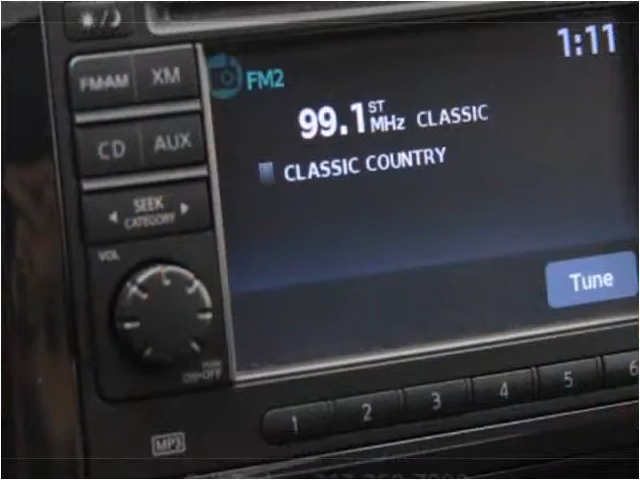 1:11
FM·AM XM
FM2
99.1 ST MHz CLASSIC
CD AUX
CLASSIC COUNTRY
SEEK
CATEGORY
VOL
Tune
ON·OFF
1 2 3 4 5 6
MP3